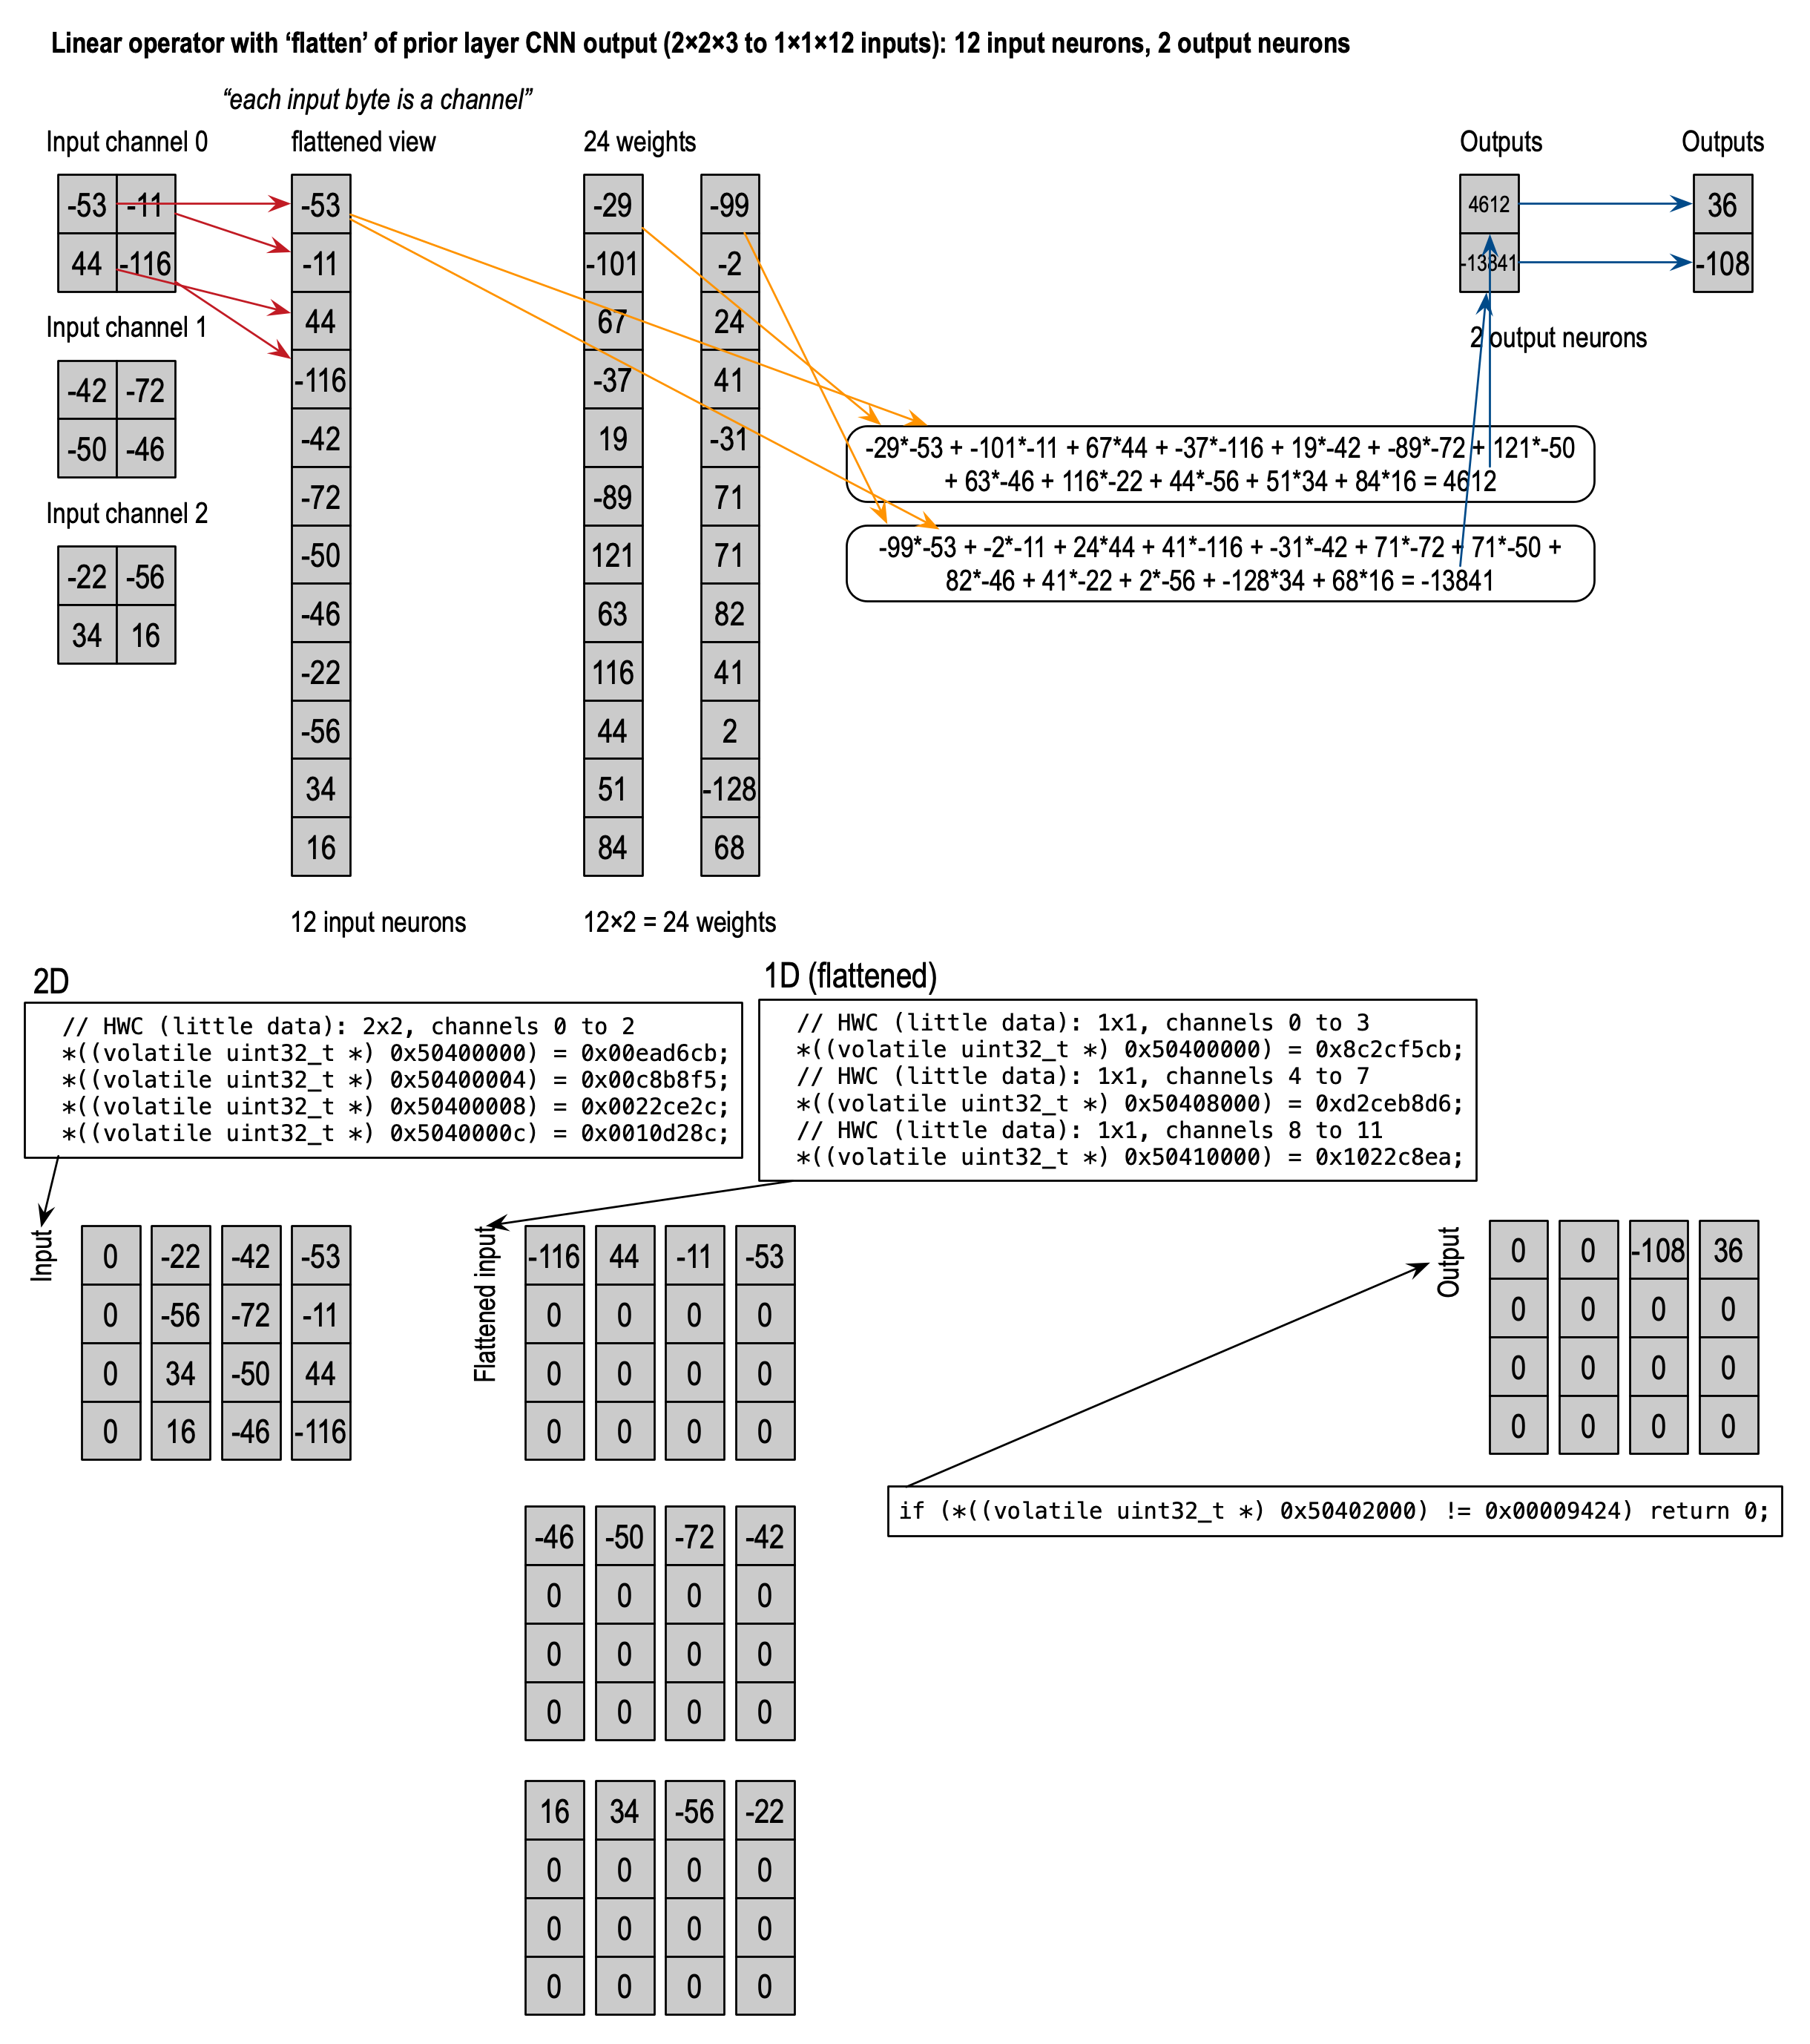 Linear operator with ‘flatten’ of prior layer CNN output (2×2×3 to 1×1×12 inputs): 12 input neurons, 2 output neurons
“each input byte is a channel”
Input channel 0
flattened view
24 weights
Outputs
Outputs
-53 -11
44 -116
Input channel 1
-42 -72
-50 -46
Input channel 2
-22 -56
34 16
-53
-11
44
-116
-42
-72
-50
-46
-22
-56
34
16
12 input neurons
-29 -99
-101 -2
67 24
-37 41
19 -31
-89 71
121 71
63 82
116 41
44 2
51 -128
84 68
12×2 = 24 weights
4612
-13841
2 output neurons
36
-108
-29*-53 + -101*-11 + 67*44 + -37*-116 + 19*-42 + -89*-72 + 121*-50
+ 63*-46 + 116*-22 + 44*-56 + 51*34 + 84*16 = 4612
-99*-53 + -2*-11 + 24*44 + 41*-116 + -31*-42 + 71*-72 + 71*-50 +
82*-46 + 41*-22 + 2*-56 + -128*34 + 68*16 = -13841
2D
// HWC (little data): 2x2, channels 0 to 2
*((volatile uint32_t *) 0x50400000) = 0x00ead6cb;
*((volatile uint32_t *) 0x50400004) = 0x00c8b8f5;
*((volatile uint32_t *) 0x50400008) = 0x0022ce2c;
*((volatile uint32_t *) 0x5040000c) = 0x0010d28c;
1D (flattened)
// HWC (little data): 1x1, channels 0 to 3
*((volatile uint32_t *) 0x50400000) = 0x8c2cf5cb;
// HWC (little data): 1x1, channels 4 to 7
*((volatile uint32_t *) 0x50408000) = 0xd2ceb8d6;
// HWC (little data): 1x1, channels 8 to 11
*((volatile uint32_t *) 0x50410000) = 0x1022c8ea;
Input
0 -22 -42 -53
0 -56 -72 -11
0 34 -50 44
0 16 -46 -116
Flattened input
-116 44 -11 -53
0 0 0 0
0 0 0 0
0 0 0 0
-46 -50 -72 -42
0 0 0 0
0 0 0 0
0 0 0 0
16 34 -56 -22
0 0 0 0
0 0 0 0
0 0 0 0
Output
0 0 -108 36
0 0 0 0
0 0 0 0
0 0 0 0
if (*((volatile uint32_t *) 0x50402000) != 0x00009424) return 0;